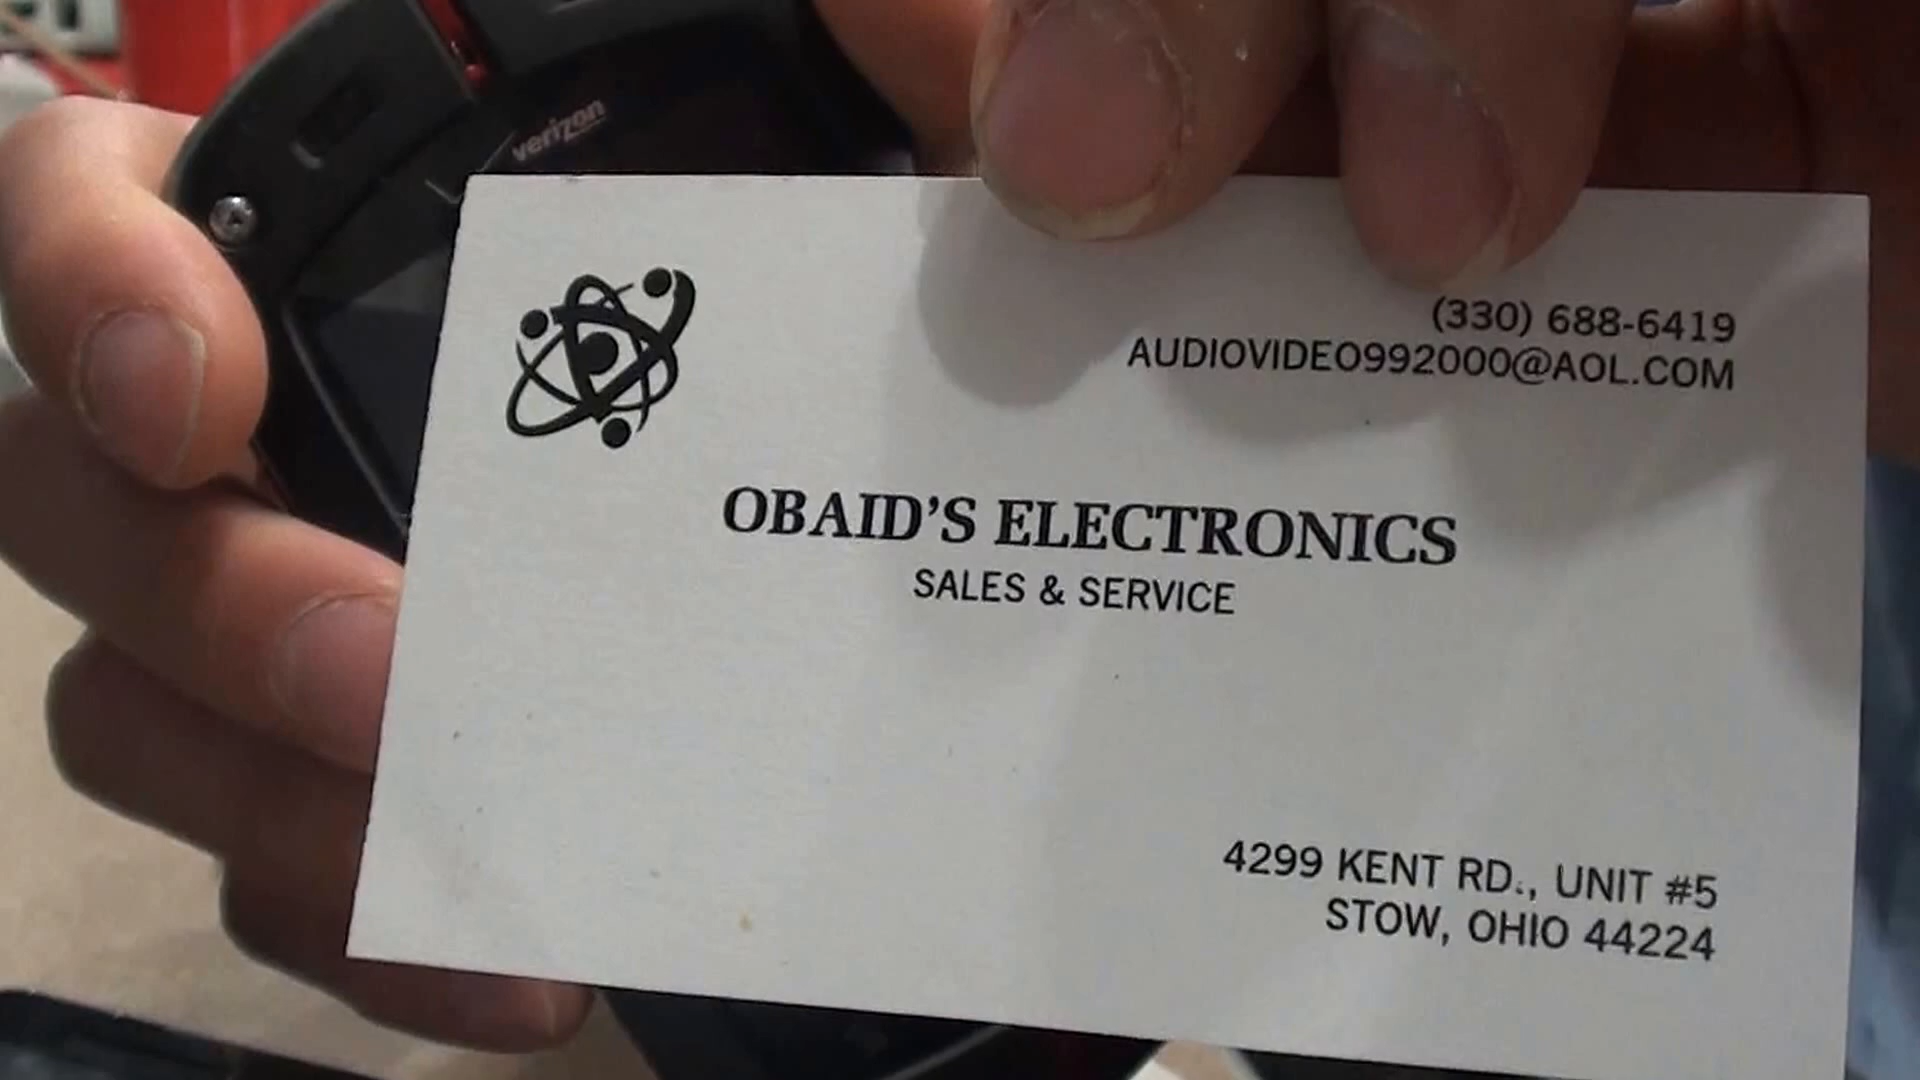 verizon
(330) 688-6419
AUDIOVIDEO992000@AOL.COM
OBAID'S ELECTRONICS
SALES & SERVICE
4299 KENT RD., UNIT #5
STOW, OHIO 44224